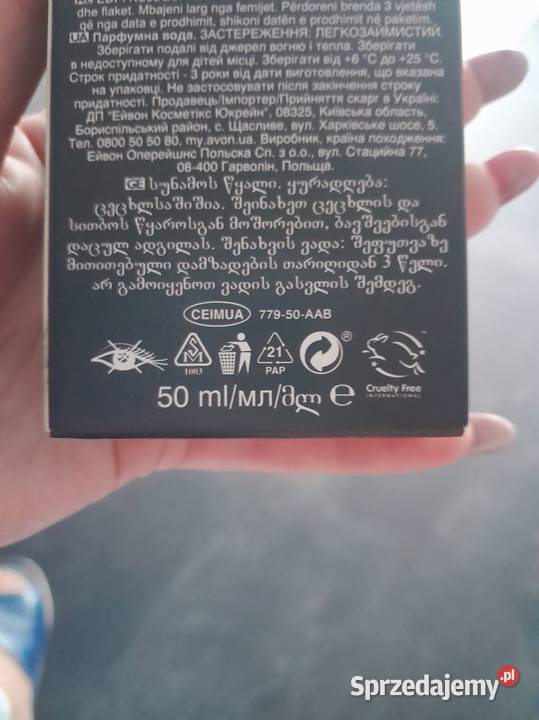 dhe flaket. Mbajeni larg nga femijet. Përdoreni brenda 3 vjetësh
që nga data e prodhimit, shikoni datën e prodhimit në paketim.
UA Парфумна вода. ЗАСТЕРЕЖЕННЯ: ЛЕГКОЗАЙМИСТИЙ.
Зберігати подалі від джерел вогню і тепла. Зберігати
в недоступному для дітей місці. Зберігати від +6 °С до +25 °С.
Строк придатності - 3 роки від дати виготовлення, що вказана
на упаковці. Не застосовувати після закінчення строку
придатності. Продавець/Імпортер/Прийняття скарг в Україні:
ДП "Ейвон Косметікс Юкрейн", 08325, Київська область,
Бориспільський район, с. Щасливе, вул. Харківське шосе, 5.
Тел. 0800 50 50 80, my.avon.ua. Виробник, країна походження:
Ейвон Оперейшнс Польска Сп. з о.о., вул. Стаційна 77,
08-400 Гарволін, Польща.
GE სუნამოს წყალი. ყურადღება:
ცეცხლსაშიშია. შეინახეთ ცეცხლის და
სითბოს წყაროსგან მოშორებით, ბავშვებისგან
დაცულ ადგილას. შენახვის ვადა: შეფუთვაზე
მითითებული დამზადების თარიღიდან 3 წელი.
არ გამოიყენოთ ვადის გასვლის შემდეგ.
CEIMUA 779-50-AAB
1003
21
PAP
®
™
Cruelty Free
INTERNATIONAL
50 ml/мл/მლ e
Sprzedajemy.pl